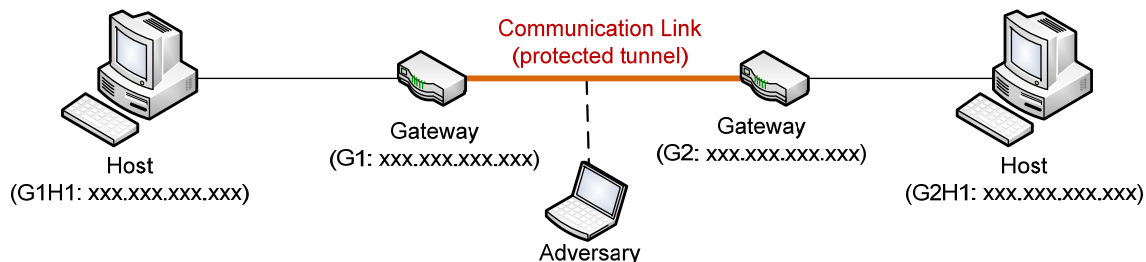 Communication Link
(protected tunnel)
Gateway
(G1: xxx.xxx.xxx.xxx)
Gateway
(G2: xxx.xxx.xxx.xxx)
Host
(G1H1: xxx.xxx.xxx.xxx)
Host
(G2H1: xxx.xxx.xxx.xxx)
Adversary